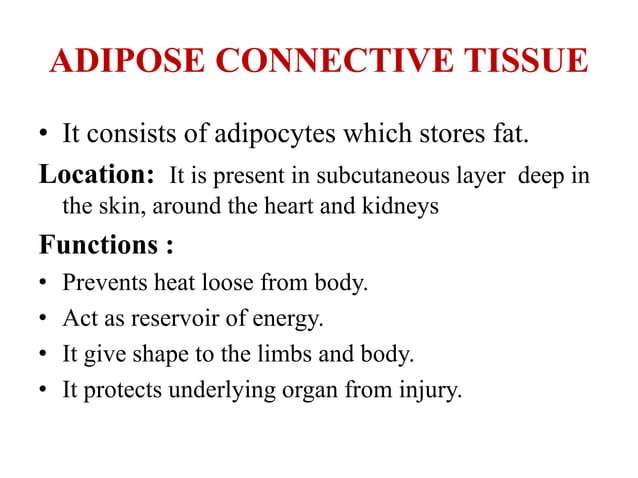 ADIPOSE CONNECTIVE TISSUE
• It consists of adipocytes which stores fat.
Location: It is present in subcutaneous layer deep in
the skin, around the heart and kidneys
Functions :
• Prevents heat loose from body.
• Act as reservoir of energy.
• It give shape to the limbs and body.
• It protects underlying organ from injury.